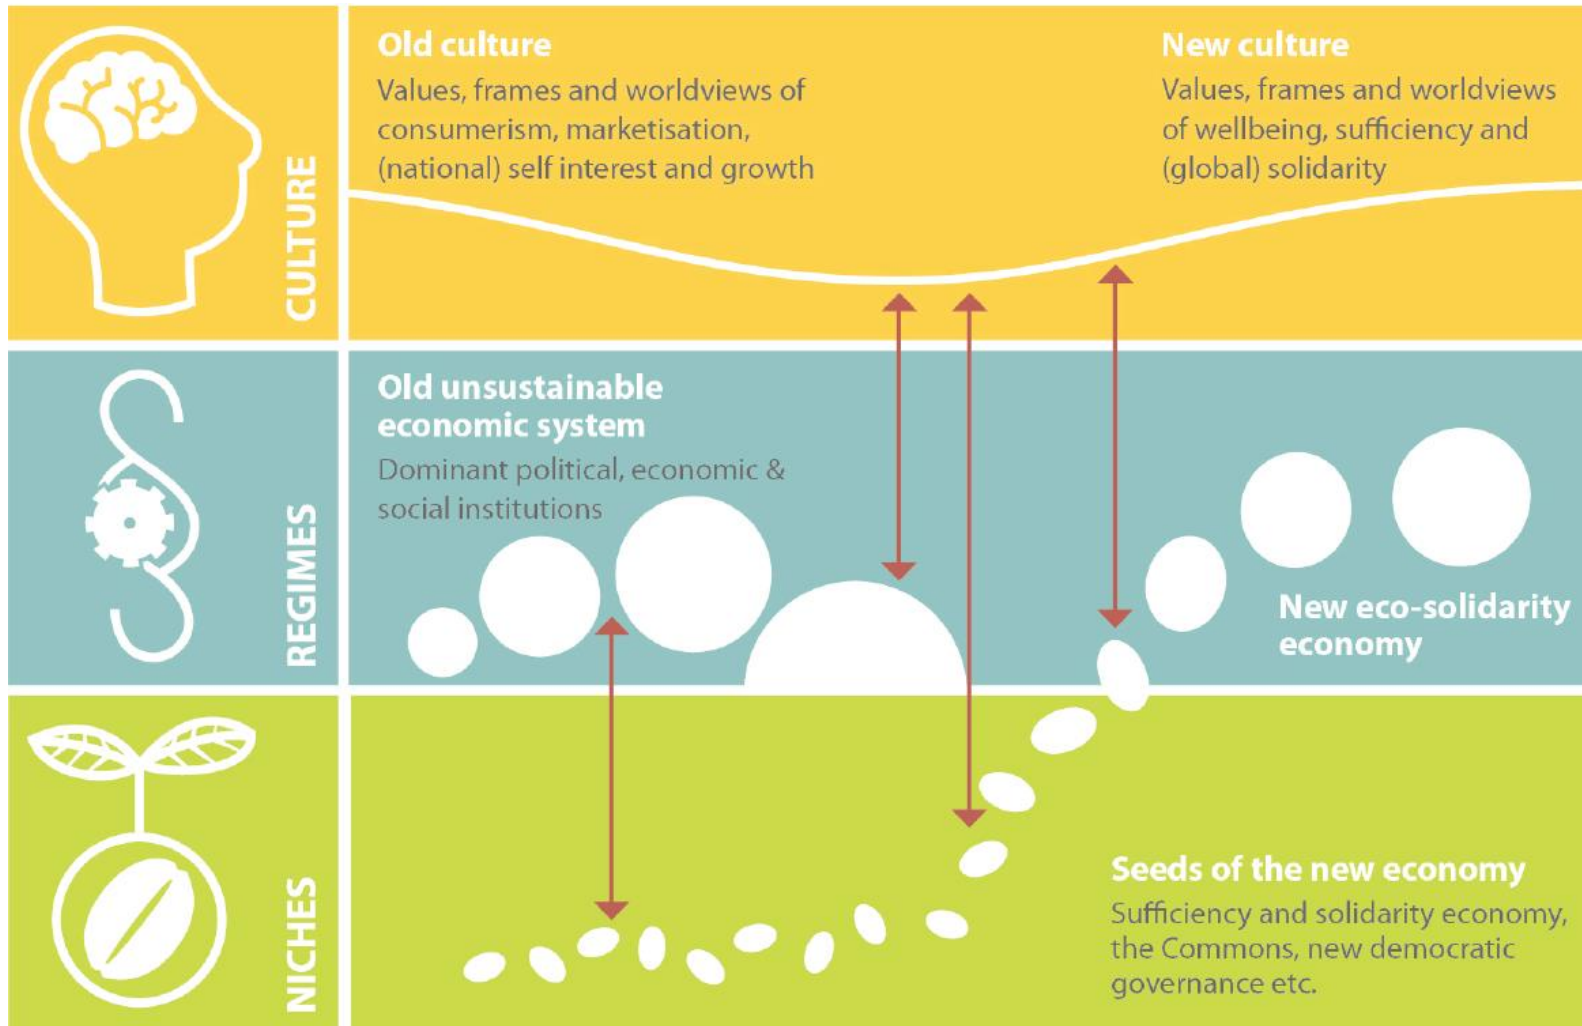 CULTURE
Old culture
Values, frames and worldviews of
consumerism, marketisation,
(national) self interest and growth
New culture
Values, frames and worldviews
of wellbeing, sufficiency and
(global) solidarity
REGIMES
Old unsustainable
economic system
Dominant political, economic &
social institutions
New eco-solidarity
economy
NICHES
Seeds of the new economy
Sufficiency and solidarity economy,
the Commons, new democratic
governance etc.